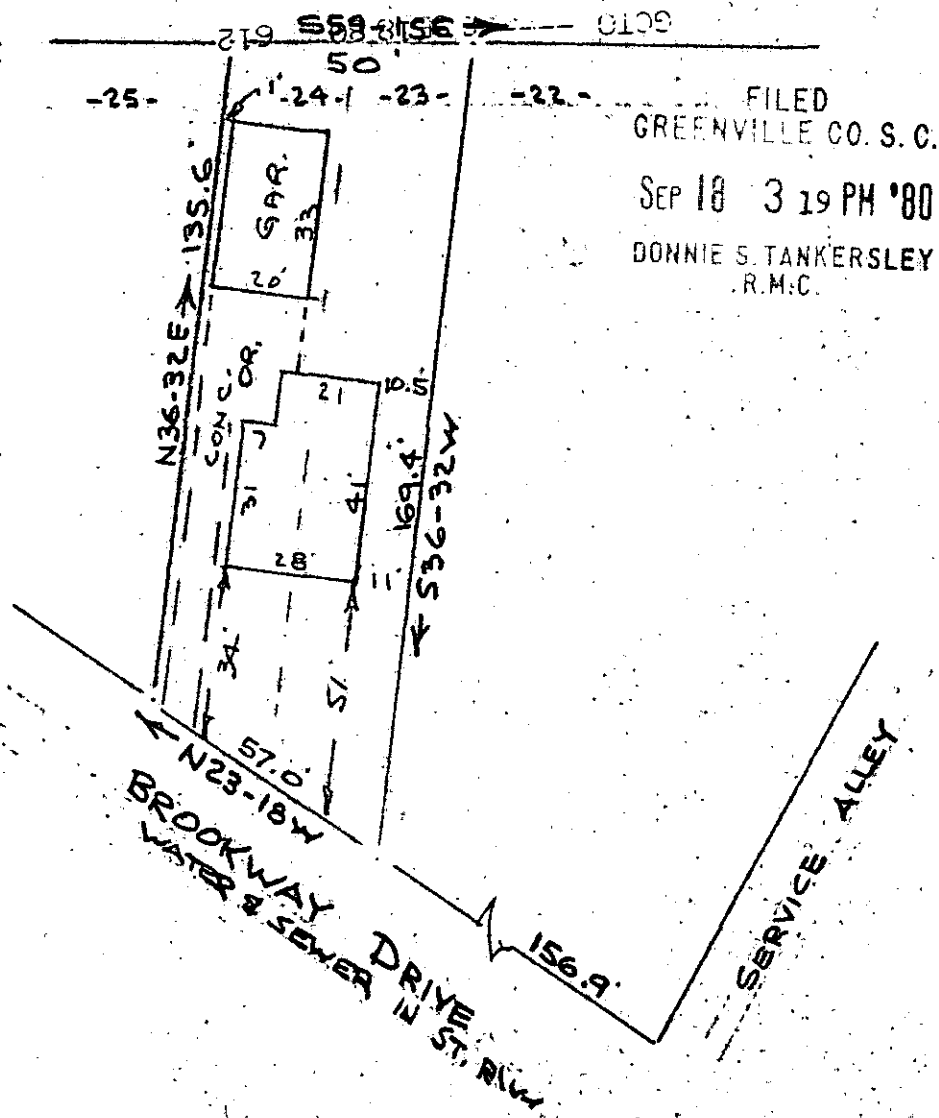 50'
-25-
1'
-24-
-23-
-22-
FILED
GREENVILLE CO. S. C.
SEP 18 3 19 PM '80
DONNIE S. TANKERSLEY
R.M.C.
N36-32E
135.6'
GAR.
33
20'
CONC. DR.
21
10.5
7
31
41'
169.4'
S36-32W
28'
11'
34'
51'
57.0'
N23-18W
BROOKWAY DRIVE
WATER & SEWER IN ST. R/W
156.9'
SERVICE ALLEY